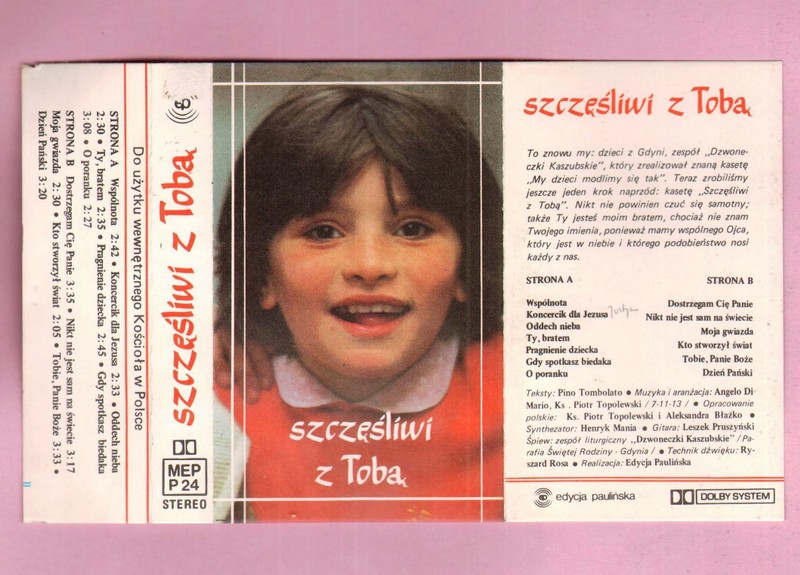 STRONA A Wspólnota 2:42 • Koncercik dla Jezusa 2:33 • Oddech nieba
2:30 • Ty, bratem 2:35 • Pragnienie dziecka 2:45 • Gdy spotkasz biedaka
3:08 • O poranku 2:27
STRONA B Dostrzegam Cię Panie 3:35 • Nikt nie jest sam na świecie 3:17
Moja gwiazda 2:30 • Kto stworzył świat 2:05 • Tobie, Panie Boże 3:33 •
Dzień Pański 3:20
Do użytku wewnętrznego Kościoła w Polsce
szczęśliwi z Tobą
MEP
P 24
STEREO
szczęśliwi
z Tobą
szczęśliwi z Tobą
To znowu my: dzieci z Gdyni, zespół „Dzwone-
czki Kaszubskie”, który zrealizował znaną kasetę
„My dzieci modlimy się tak”. Teraz zrobiliśmy
jeszcze jeden krok naprzód: kasetę „Szczęśliwi
z Tobą”. Nikt nie powinien czuć się samotny;
także Ty jesteś moim bratem, chociaż nie znam
Twojego imienia, ponieważ mamy wspólnego Ojca,
który jest w niebie i którego podobieństwo nosi
każdy z nas.
STRONA A
Wspólnota
Koncercik dla Jezusa
Oddech nieba
Ty, bratem
Pragnienie dziecka
Gdy spotkasz biedaka
O poranku
STRONA B
Dostrzegam Cię Panie
Nikt nie jest sam na świecie
Moja gwiazda
Kto stworzył świat
Tobie, Panie Boże
Dzień Pański
Teksty: Pino Tombolato • Muzyka i aranżacja: Angelo Di-
Mario, Ks . Piotr Topolewski / 7-11-13 / • Opracowanie
polskie: Ks. Piotr Topolewski i Aleksandra Błażko •
Synthezator: Henryk Mania • Gitara: Leszek Pruszyński
Śpiew: zespół liturgiczny „Dzwoneczki Kaszubskie” /Pa-
rafia Świętej Rodziny - Gdynia / • Technik dźwięku: Ry-
szard Rosa • Realizacja: Edycja Paulińska
edycja paulińska
DOLBY SYSTEM